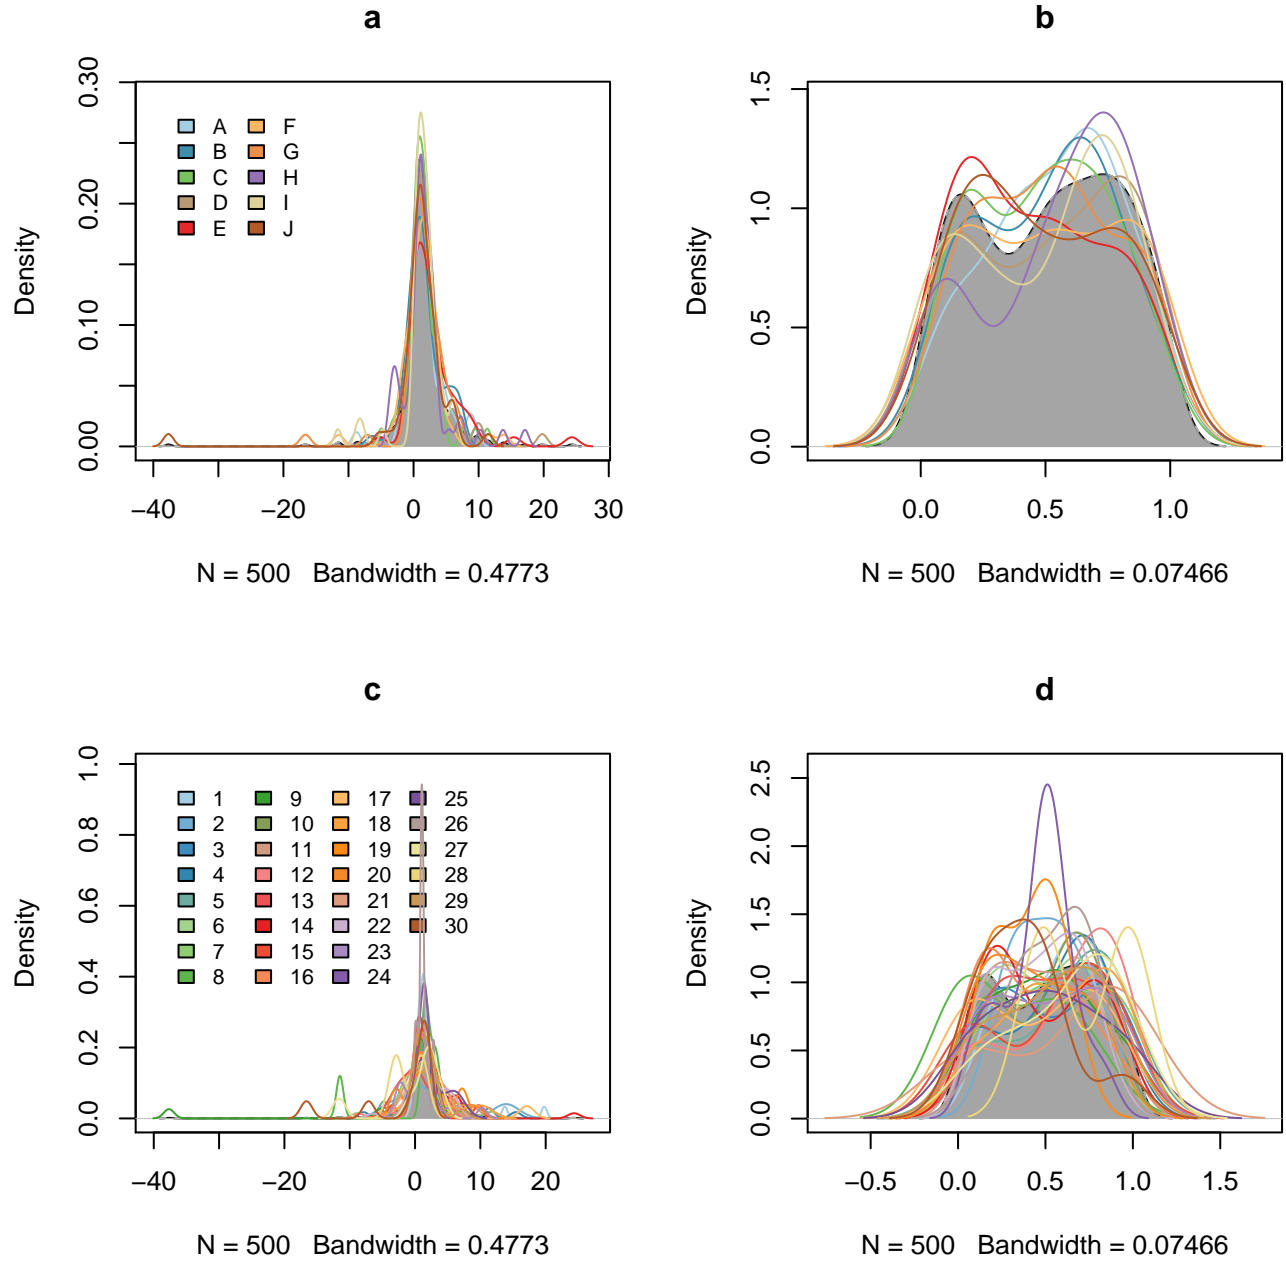 a
Density
0.00 0.10 0.20 0.30
A F
B G
C H
D I
E J
−40 −20 0 10 20 30
N = 500 Bandwidth = 0.4773
b
Density
0.0 0.5 1.0 1.5
0.0 0.5 1.0
N = 500 Bandwidth = 0.07466
c
Density
0.0 0.2 0.4 0.6 0.8 1.0
1 9 17 25
2 10 18 26
3 11 19 27
4 12 20 28
5 13 21 29
6 14 22 30
7 15 23
8 16 24
−40 −20 0 10 20
N = 500 Bandwidth = 0.4773
d
Density
0.0 0.5 1.0 1.5 2.0 2.5
−0.5 0.0 0.5 1.0 1.5
N = 500 Bandwidth = 0.07466